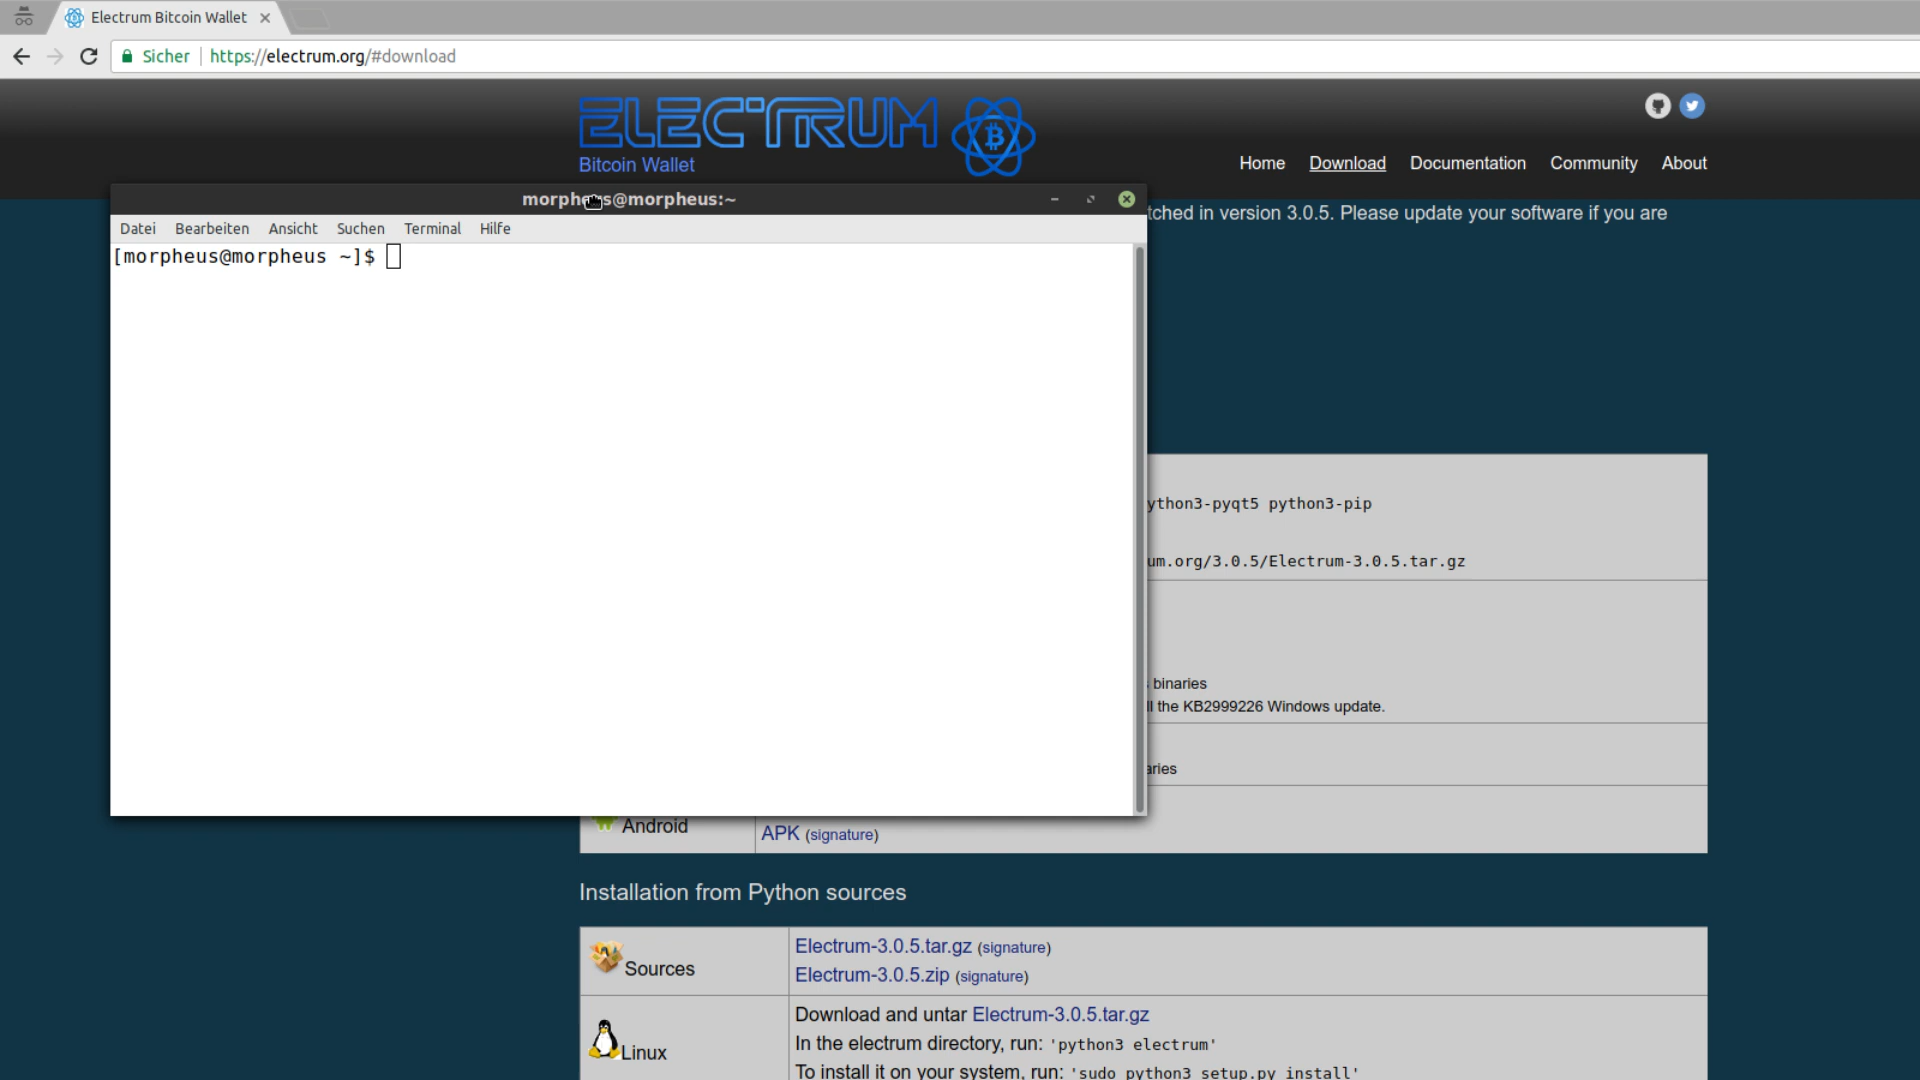 Electrum Bitcoin Wallet
Sicher https://electrum.org/#download
ELECTRUM
Bitcoin Wallet
Home Download Documentation Community About
morpheus@morpheus:~
tched in version 3.0.5. Please update your software if you are
Datei Bearbeiten Ansicht Suchen Terminal Hilfe
[morpheus@morpheus ~]$
ython3-pyqt5 python3-pip
um.org/3.0.5/Electrum-3.0.5.tar.gz
binaries
ll the KB2999226 Windows update.
aries
Android
APK (signature)
Installation from Python sources
Sources
Electrum-3.0.5.tar.gz (signature)
Electrum-3.0.5.zip (signature)
Linux
Download and untar Electrum-3.0.5.tar.gz
In the electrum directory, run: 'python3 electrum'
To install it on your system, run: 'sudo python3 setup.py install'